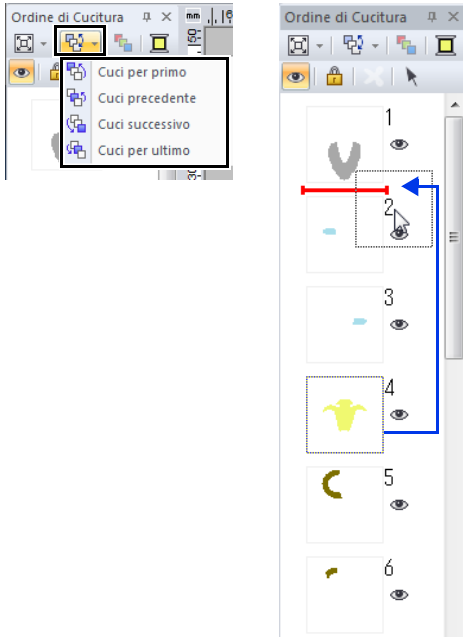 Ordine di Cucitura
mm
Cuci per primo
Cuci precedente
Cuci successivo
Cuci per ultimo
Ordine di Cucitura
1
2
3
4
5
6